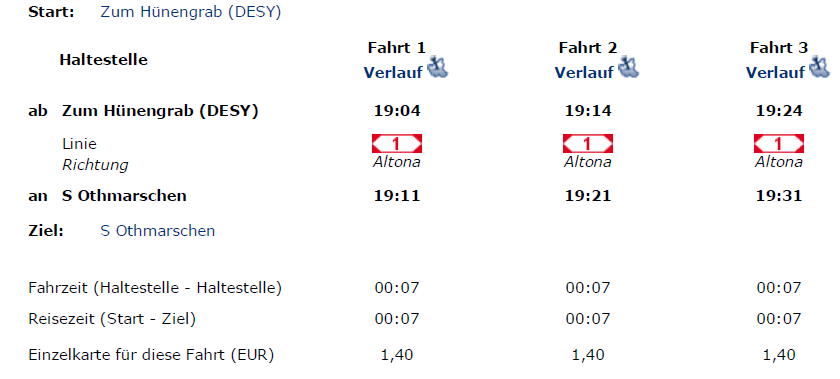 Start: Zum Hünengrab (DESY)
Haltestelle Fahrt 1 Verlauf Fahrt 2 Verlauf Fahrt 3 Verlauf
ab Zum Hünengrab (DESY) 19:04 19:14 19:24
Linie 1 1 1
Richtung Altona Altona Altona
an S Othmarschen 19:11 19:21 19:31
Ziel: S Othmarschen
Fahrzeit (Haltestelle - Haltestelle) 00:07 00:07 00:07
Reisezeit (Start - Ziel) 00:07 00:07 00:07
Einzelkarte für diese Fahrt (EUR) 1,40 1,40 1,40